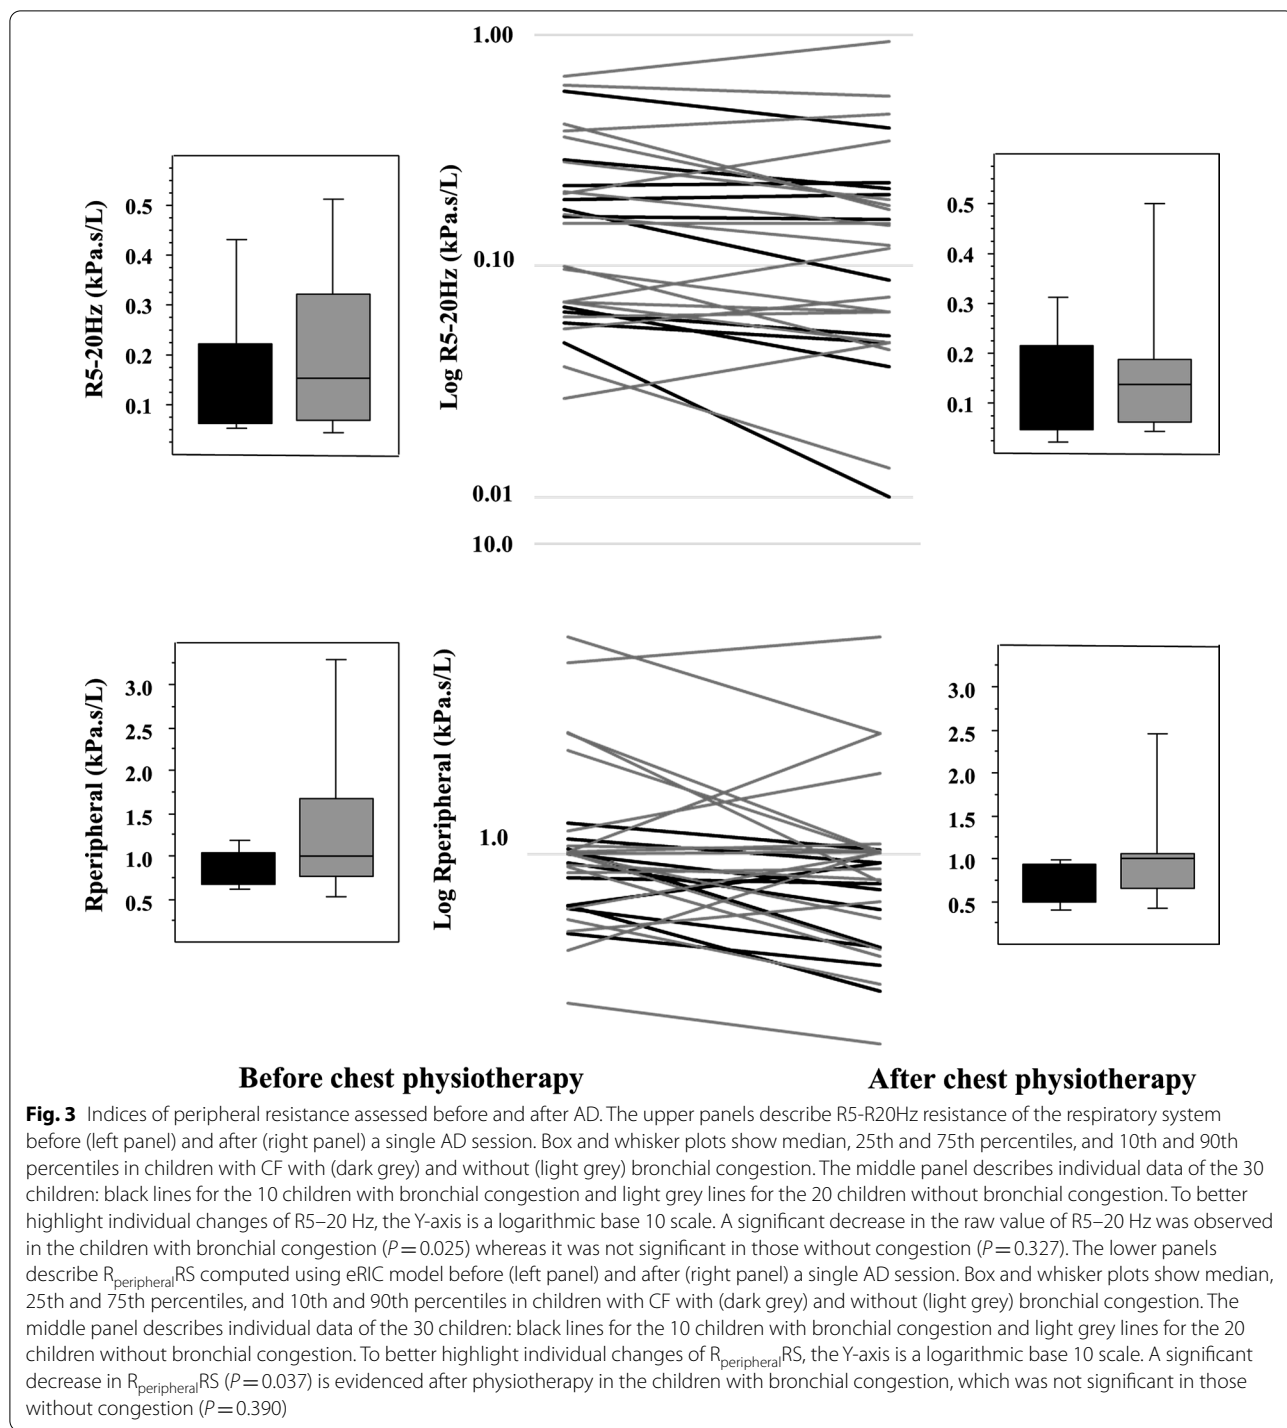 1.00
R5-20Hz (kPa.s/L)
0.5
0.4
0.3
0.2
0.1
Log R5-20Hz (kPa.s/L)
0.10
0.01
0.5
0.4
0.3
0.2
0.1
10.0
Rperipheral (kPa.s/L)
3.0
2.5
2.0
1.5
1.0
0.5
Log Rperipheral (kPa.s/L)
1.0
3.0
2.5
2.0
1.5
1.0
0.5
Before chest physiotherapy
After chest physiotherapy
Fig. 3 Indices of peripheral resistance assessed before and after AD. The upper panels describe R5-R20Hz resistance of the respiratory system
before (left panel) and after (right panel) a single AD session. Box and whisker plots show median, 25th and 75th percentiles, and 10th and 90th
percentiles in children with CF with (dark grey) and without (light grey) bronchial congestion. The middle panel describes individual data of the 30
children: black lines for the 10 children with bronchial congestion and light grey lines for the 20 children without bronchial congestion. To better
highlight individual changes of R5–20 Hz, the Y-axis is a logarithmic base 10 scale. A significant decrease in the raw value of R5–20 Hz was observed
in the children with bronchial congestion (P = 0.025) whereas it was not significant in those without congestion (P = 0.327). The lower panels
describe RperipheralRS computed using eRIC model before (left panel) and after (right panel) a single AD session. Box and whisker plots show median,
25th and 75th percentiles, and 10th and 90th percentiles in children with CF with (dark grey) and without (light grey) bronchial congestion. The
middle panel describes individual data of the 30 children: black lines for the 10 children with bronchial congestion and light grey lines for the 20
children without bronchial congestion. To better highlight individual changes of RperipheralRS, the Y-axis is a logarithmic base 10 scale. A significant
decrease in RperipheralRS (P = 0.037) is evidenced after physiotherapy in the children with bronchial congestion, which was not significant in those
without congestion (P = 0.390)